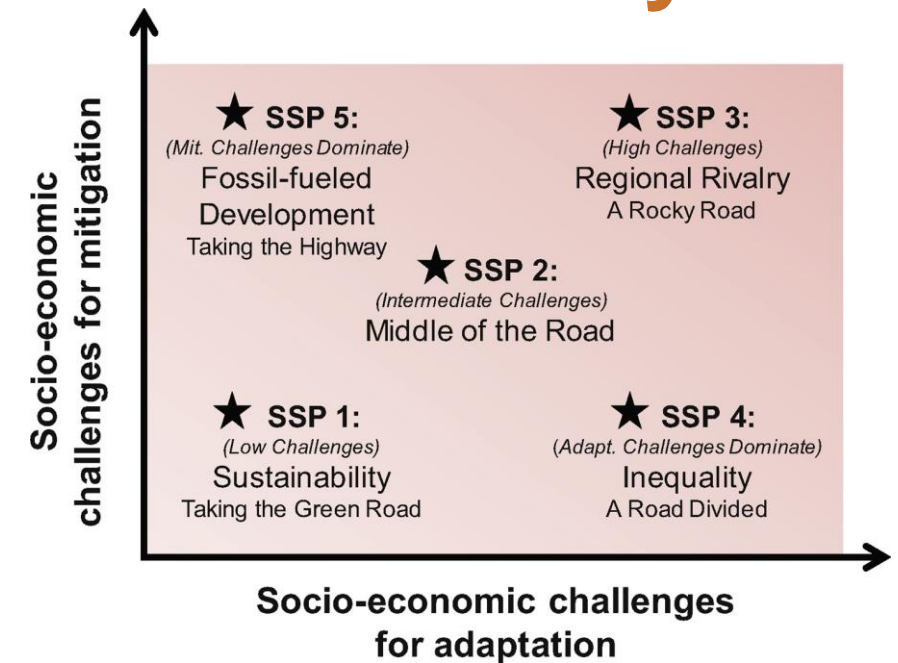 Socio-economic
challenges for mitigation
★ SSP 5:
(Mit. Challenges Dominate)
Fossil-fueled
Development
Taking the Highway
★ SSP 3:
(High Challenges)
Regional Rivalry
A Rocky Road
★ SSP 2:
(Intermediate Challenges)
Middle of the Road
★ SSP 1:
(Low Challenges)
Sustainability
Taking the Green Road
★ SSP 4:
(Adapt. Challenges Dominate)
Inequality
A Road Divided
Socio-economic challenges
for adaptation